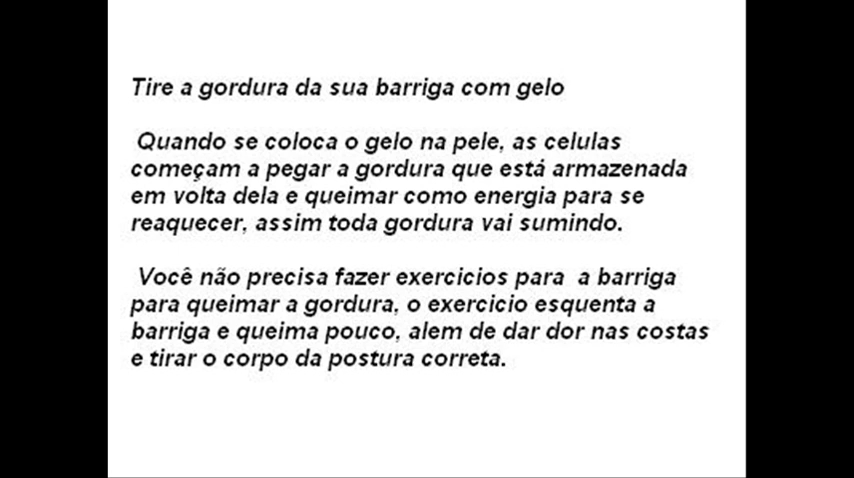 Tire a gordura da sua barriga com gelo
Quando se coloca o gelo na pele, as celulas
começam a pegar a gordura que está armazenada
em volta dela e queimar como energia para se
reaquecer, assim toda gordura vai sumindo.
Você não precisa fazer exercicios para a barriga
para queimar a gordura, o exercicio esquenta a
barriga e queima pouco, alem de dar dor nas costas
e tirar o corpo da postura correta.